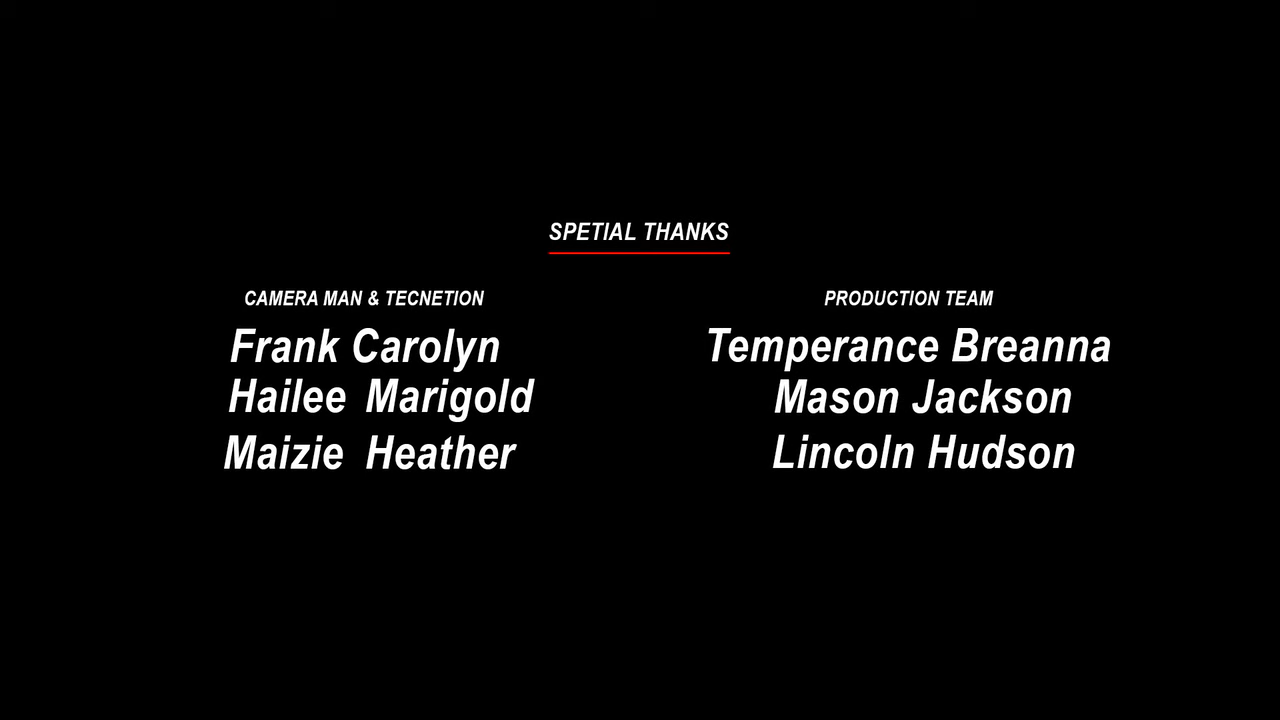 SPETIAL THANKS
CAMERA MAN & TECNETION
Frank Carolyn
Hailee Marigold
Maizie Heather
PRODUCTION TEAM
Temperance Breanna
Mason Jackson
Lincoln Hudson